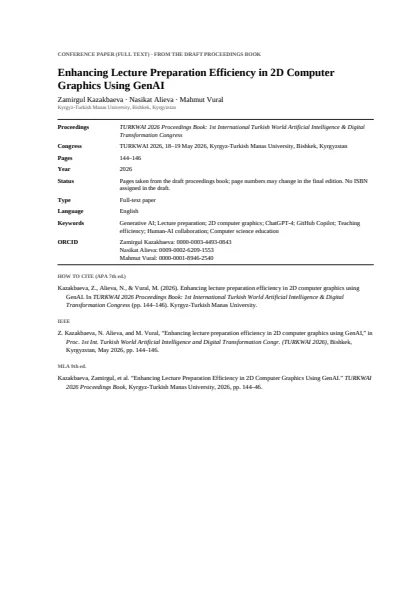 CONFERENCE PAPER (FULL TEXT) · FROM THE DRAFT PROCEEDINGS BOOK
Enhancing Lecture Preparation Efficiency in 2D Computer
Graphics Using GenAI
Zamirgul Kazakbaeva · Nasikat Alieva · Mahmut Vural
Kyrgyz-Turkish Manas University, Bishkek, Kyrgyzstan
Proceedings TURKWAI 2026 Proceedings Book: 1st International Turkish World Artificial Intelligence & Digital
Transformation Congress
Congress TURKWAI 2026, 18–19 May 2026, Kyrgyz-Turkish Manas University, Bishkek, Kyrgyzstan
Pages 144–146
Year 2026
Status Pages taken from the draft proceedings book; page numbers may change in the final edition. No ISBN
assigned in the draft.
Type Full-text paper
Language English
Keywords Generative AI; Lecture preparation; 2D computer graphics; ChatGPT-4; GitHub Copilot; Teaching
efficiency; Human-AI collaboration; Computer science education
ORCID Zamirgul Kazakbaeva: 0000-0003-4493-0843
Nasikat Alieva: 0009-0002-6209-1553
Mahmut Vural: 0000-0001-8946-2540
HOW TO CITE (APA 7th ed.)
Kazakbaeva, Z., Alieva, N., & Vural, M. (2026). Enhancing lecture preparation efficiency in 2D computer graphics using
GenAI. In TURKWAI 2026 Proceedings Book: 1st International Turkish World Artificial Intelligence & Digital
Transformation Congress (pp. 144–146). Kyrgyz-Turkish Manas University.
IEEE
Z. Kazakbaeva, N. Alieva, and M. Vural, "Enhancing lecture preparation efficiency in 2D computer graphics using GenAI," in
Proc. 1st Int. Turkish World Artificial Intelligence and Digital Transformation Congr. (TURKWAI 2026), Bishkek,
Kyrgyzstan, May 2026, pp. 144–146.
MLA 9th ed.
Kazakbaeva, Zamirgul, et al. "Enhancing Lecture Preparation Efficiency in 2D Computer Graphics Using GenAI." TURKWAI
2026 Proceedings Book, Kyrgyz-Turkish Manas University, 2026, pp. 144–46.